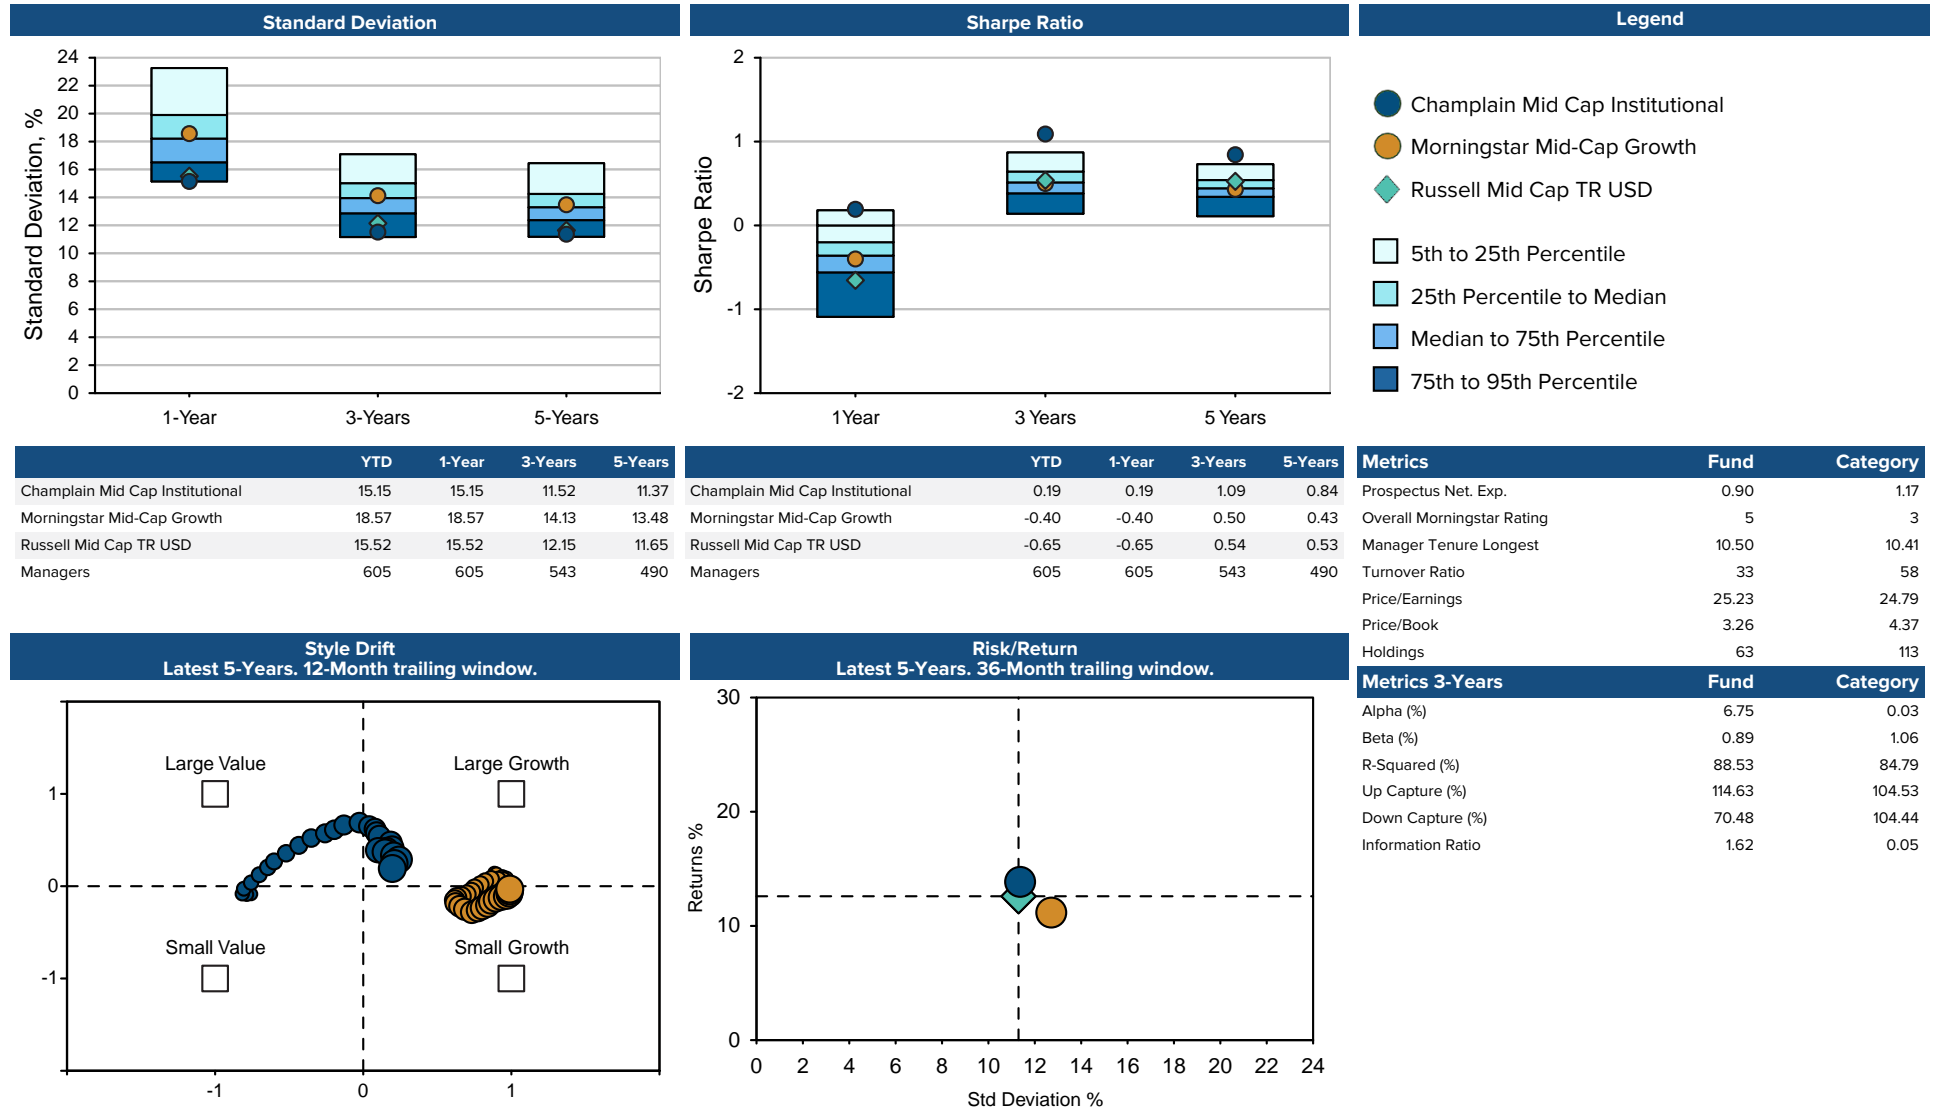 Standard Deviation
24
22
20
18
16
14
12
10
8
6
4
2
0
Standard Deviation, %
1-Year 3-Years 5-Years
Sharpe Ratio
2
1
0
-1
-2
Sharpe Ratio
1Year 3 Years 5 Years
Legend
Champlain Mid Cap Institutional
Morningstar Mid-Cap Growth
Russell Mid Cap TR USD
5th to 25th Percentile
25th Percentile to Median
Median to 75th Percentile
75th to 95th Percentile
YTD 1-Year 3-Years 5-Years
Champlain Mid Cap Institutional 15.15 15.15 11.52 11.37
Morningstar Mid-Cap Growth 18.57 18.57 14.13 13.48
Russell Mid Cap TR USD 15.52 15.52 12.15 11.65
Managers 605 605 543 490
YTD 1-Year 3-Years 5-Years
Champlain Mid Cap Institutional 0.19 0.19 1.09 0.84
Morningstar Mid-Cap Growth -0.40 -0.40 0.50 0.43
Russell Mid Cap TR USD -0.65 -0.65 0.54 0.53
Managers 605 605 543 490
Metrics Fund Category
Prospectus Net. Exp. 0.90 1.17
Overall Morningstar Rating 5 3
Manager Tenure Longest 10.50 10.41
Turnover Ratio 33 58
Price/Earnings 25.23 24.79
Price/Book 3.26 4.37
Holdings 63 113
Metrics 3-Years Fund Category
Alpha (%) 6.75 0.03
Beta (%) 0.89 1.06
R-Squared (%) 88.53 84.79
Up Capture (%) 114.63 104.53
Down Capture (%) 70.48 104.44
Information Ratio 1.62 0.05
Style Drift
Latest 5-Years. 12-Month trailing window.
Large Value Large Growth
1
0
Small Value Small Growth
-1
-1 0 1
Risk/Return
Latest 5-Years. 36-Month trailing window.
30
20
10
0
Returns %
0 2 4 6 8 10 12 14 16 18 20 22 24
Std Deviation %